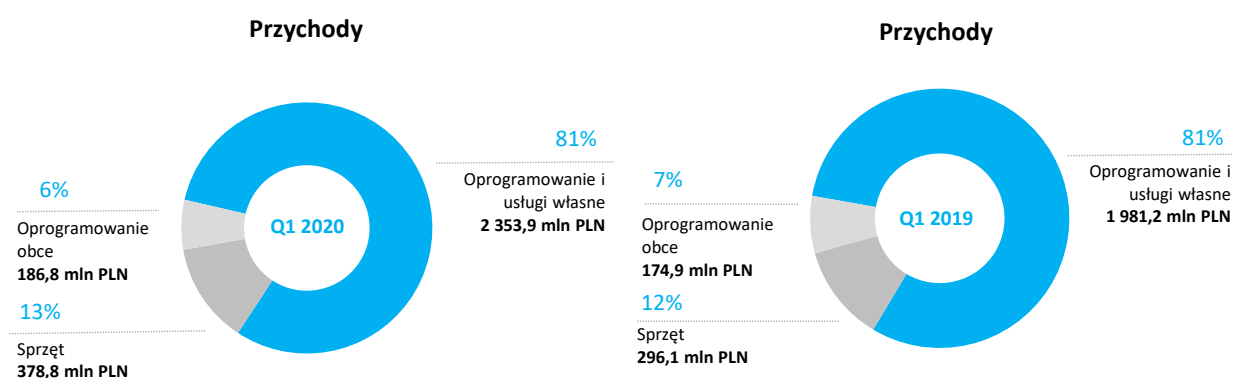 Przychody
81%
Oprogramowanie i
usługi własne
2 353,9 mln PLN
6%
Oprogramowanie
obce
186,8 mln PLN
13%
Sprzęt
378,8 mln PLN
Q1 2020
Przychody
81%
Oprogramowanie i
usługi własne
1 981,2 mln PLN
7%
Oprogramowanie
obce
174,9 mln PLN
12%
Sprzęt
296,1 mln PLN
Q1 2019